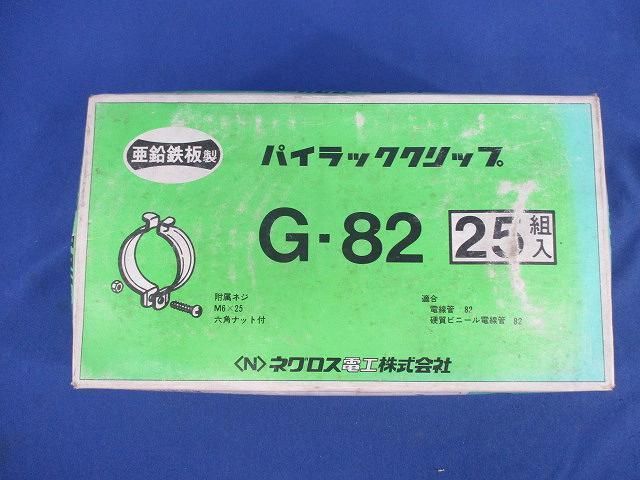 亜鉛鉄板製
パイラッククリップ
G·82
25組入
附属ネジ
M6×25
六角ナット付
適合
電線管 82
硬質ビニール電線管 82
〈N〉ネグロス電工株式会社